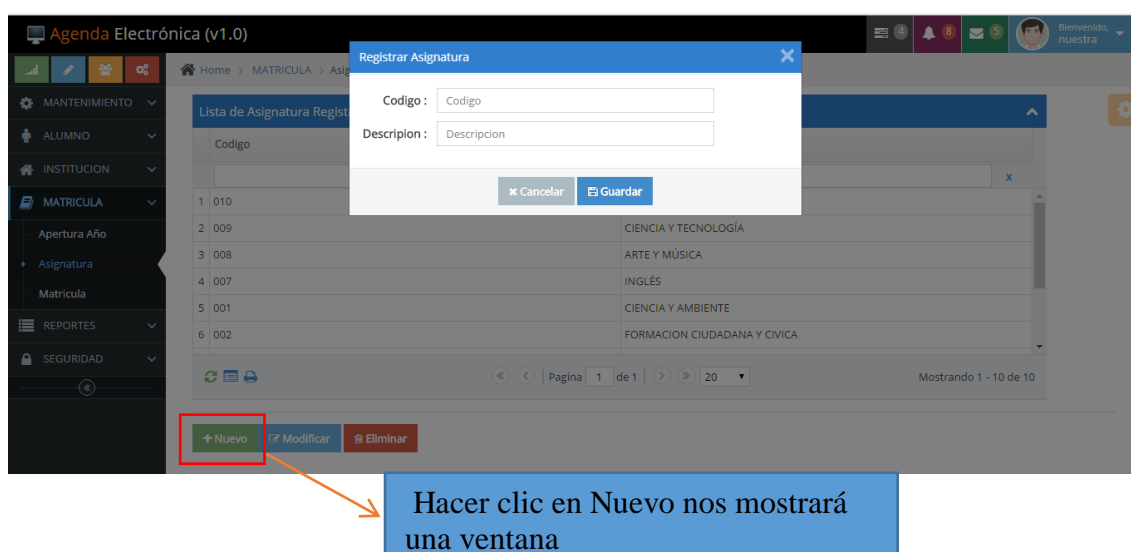 Agenda Electrónica (v1.0)
4
8
5
Bienvenido,
nuestra
Home > MATRICULA > Asig
Registrar Asignatura
Codigo :
Codigo
Descripion :
Descripcion
Cancelar
Guardar
MANTENIMIENTO
ALUMNO
INSTITUCION
MATRICULA
Apertura Año
Asignatura
Matricula
REPORTES
SEGURIDAD
Lista de Asignatura Regist
Codigo
x
1 010
2 009 CIENCIA Y TECNOLOGÍA
3 008 ARTE Y MÚSICA
4 007 INGLÉS
5 001 CIENCIA Y AMBIENTE
6 002 FORMACION CIUDADANA Y CIVICA
Pagina 1 de 1 20
Mostrando 1 - 10 de 10
+ Nuevo
Modificar
Eliminar
Hacer clic en Nuevo nos mostrará
una ventana